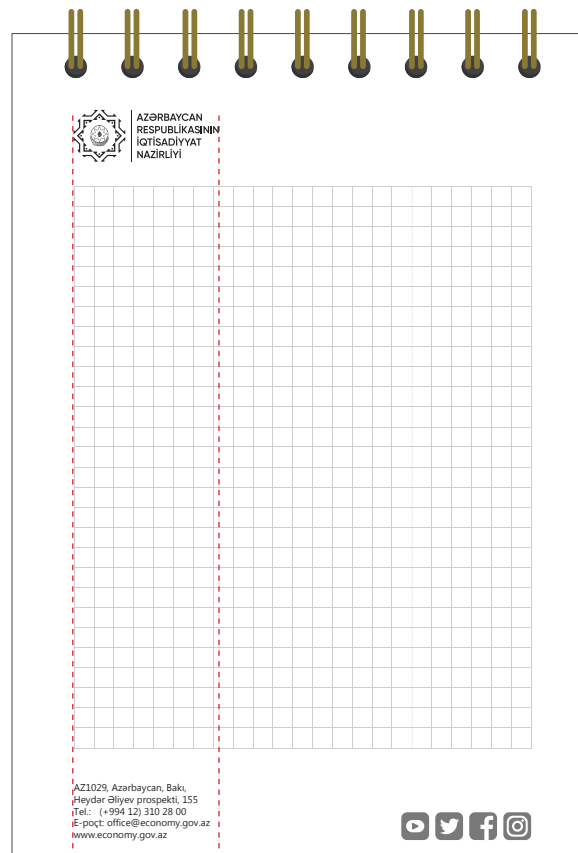 AZƏRBAYCAN
RESPUBLİKASININ
İQTİSADİYYAT
NAZİRLİYİ
AZ1029, Azərbaycan, Bakı,
Heydər Əliyev prospekti, 155
Tel.: (+994 12) 310 28 00
E-poçt: office@economy.gov.az
www.economy.gov.az